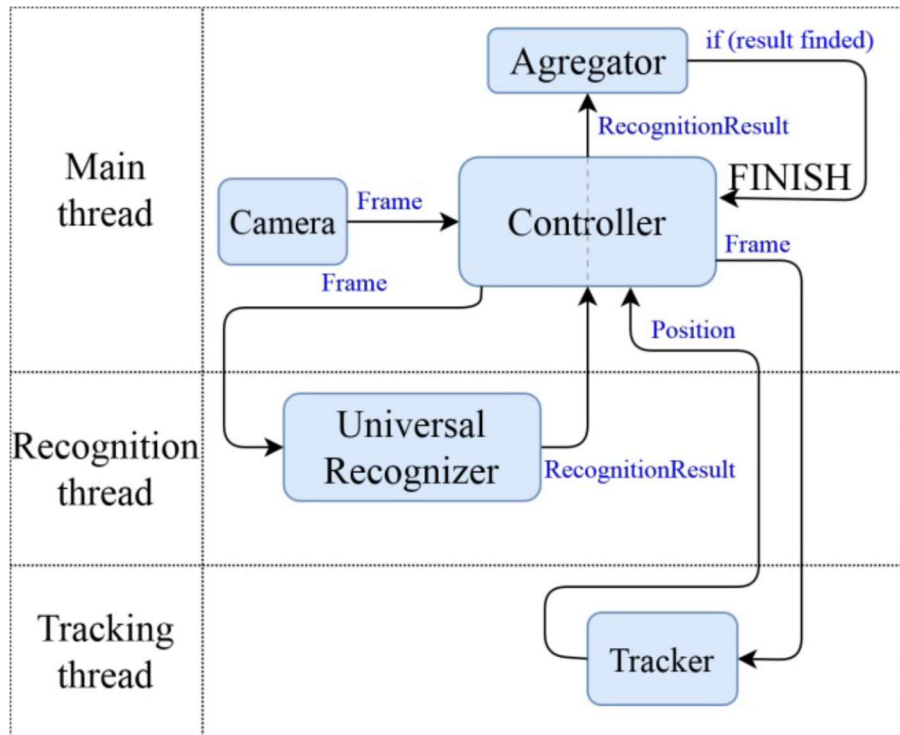 if (result finded)
Agregator
RecognitionResult
Main
thread
FINISH
Camera
Frame
Controller
Frame
Frame
Position
Recognition
thread
Universal
Recognizer
RecognitionResult
Tracking
thread
Tracker